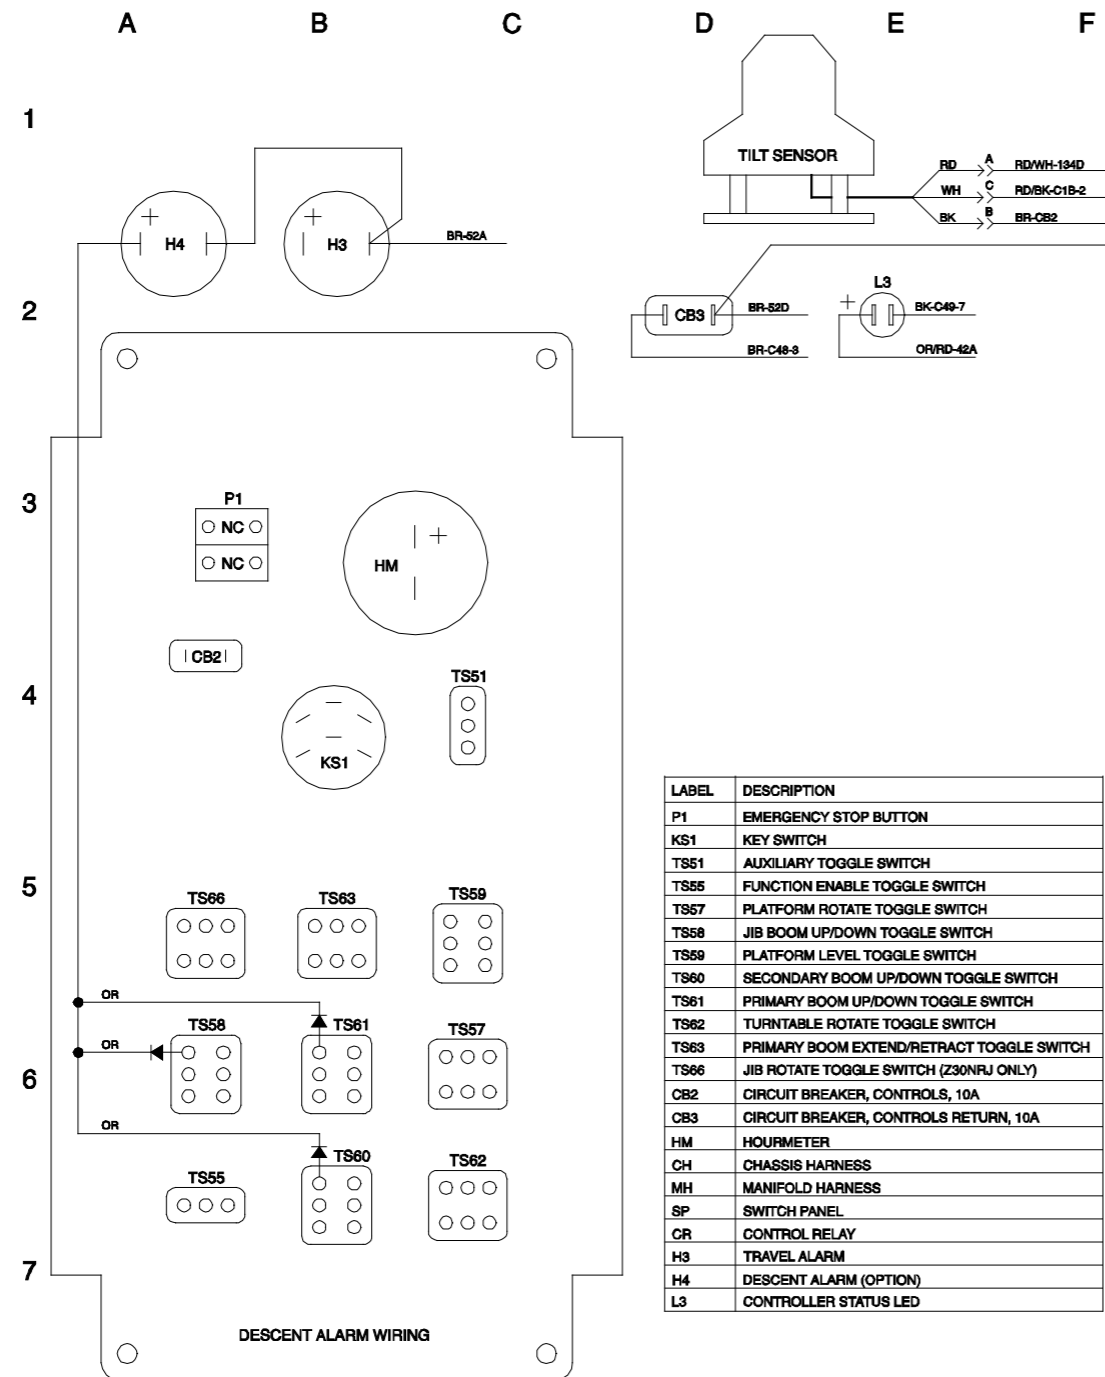 A B C D E F
1
TILT SENSOR
RD A RD/WH-134D
WH C RD/BK-C1B-2
BK B BR-CB2
+ H4
+ H3
BR-52A
2
CB3
BR-52D
BR-C48-3
L3
+
BK-C49-7
OR/RD-42A
3
P1
NC
NC
HM +
CB2
4
TS51
KS1
LABEL DESCRIPTION
P1 EMERGENCY STOP BUTTON
KS1 KEY SWITCH
TS51 AUXILIARY TOGGLE SWITCH
TS55 FUNCTION ENABLE TOGGLE SWITCH
TS57 PLATFORM ROTATE TOGGLE SWITCH
TS58 JIB BOOM UP/DOWN TOGGLE SWITCH
TS59 PLATFORM LEVEL TOGGLE SWITCH
TS60 SECONDARY BOOM UP/DOWN TOGGLE SWITCH
TS61 PRIMARY BOOM UP/DOWN TOGGLE SWITCH
TS62 TURNTABLE ROTATE TOGGLE SWITCH
TS63 PRIMARY BOOM EXTEND/RETRACT TOGGLE SWITCH
TS66 JIB ROTATE TOGGLE SWITCH (Z30NRJ ONLY)
CB2 CIRCUIT BREAKER, CONTROLS, 10A
CB3 CIRCUIT BREAKER, CONTROLS RETURN, 10A
HM HOURMETER
CH CHASSIS HARNESS
MH MANIFOLD HARNESS
SP SWITCH PANEL
CR CONTROL RELAY
H3 TRAVEL ALARM
H4 DESCENT ALARM (OPTION)
L3 CONTROLLER STATUS LED
5
TS66 TS63 TS59
OR
TS58 TS61 TS57
OR
6
OR
TS55 TS60 TS62
7
DESCENT ALARM WIRING